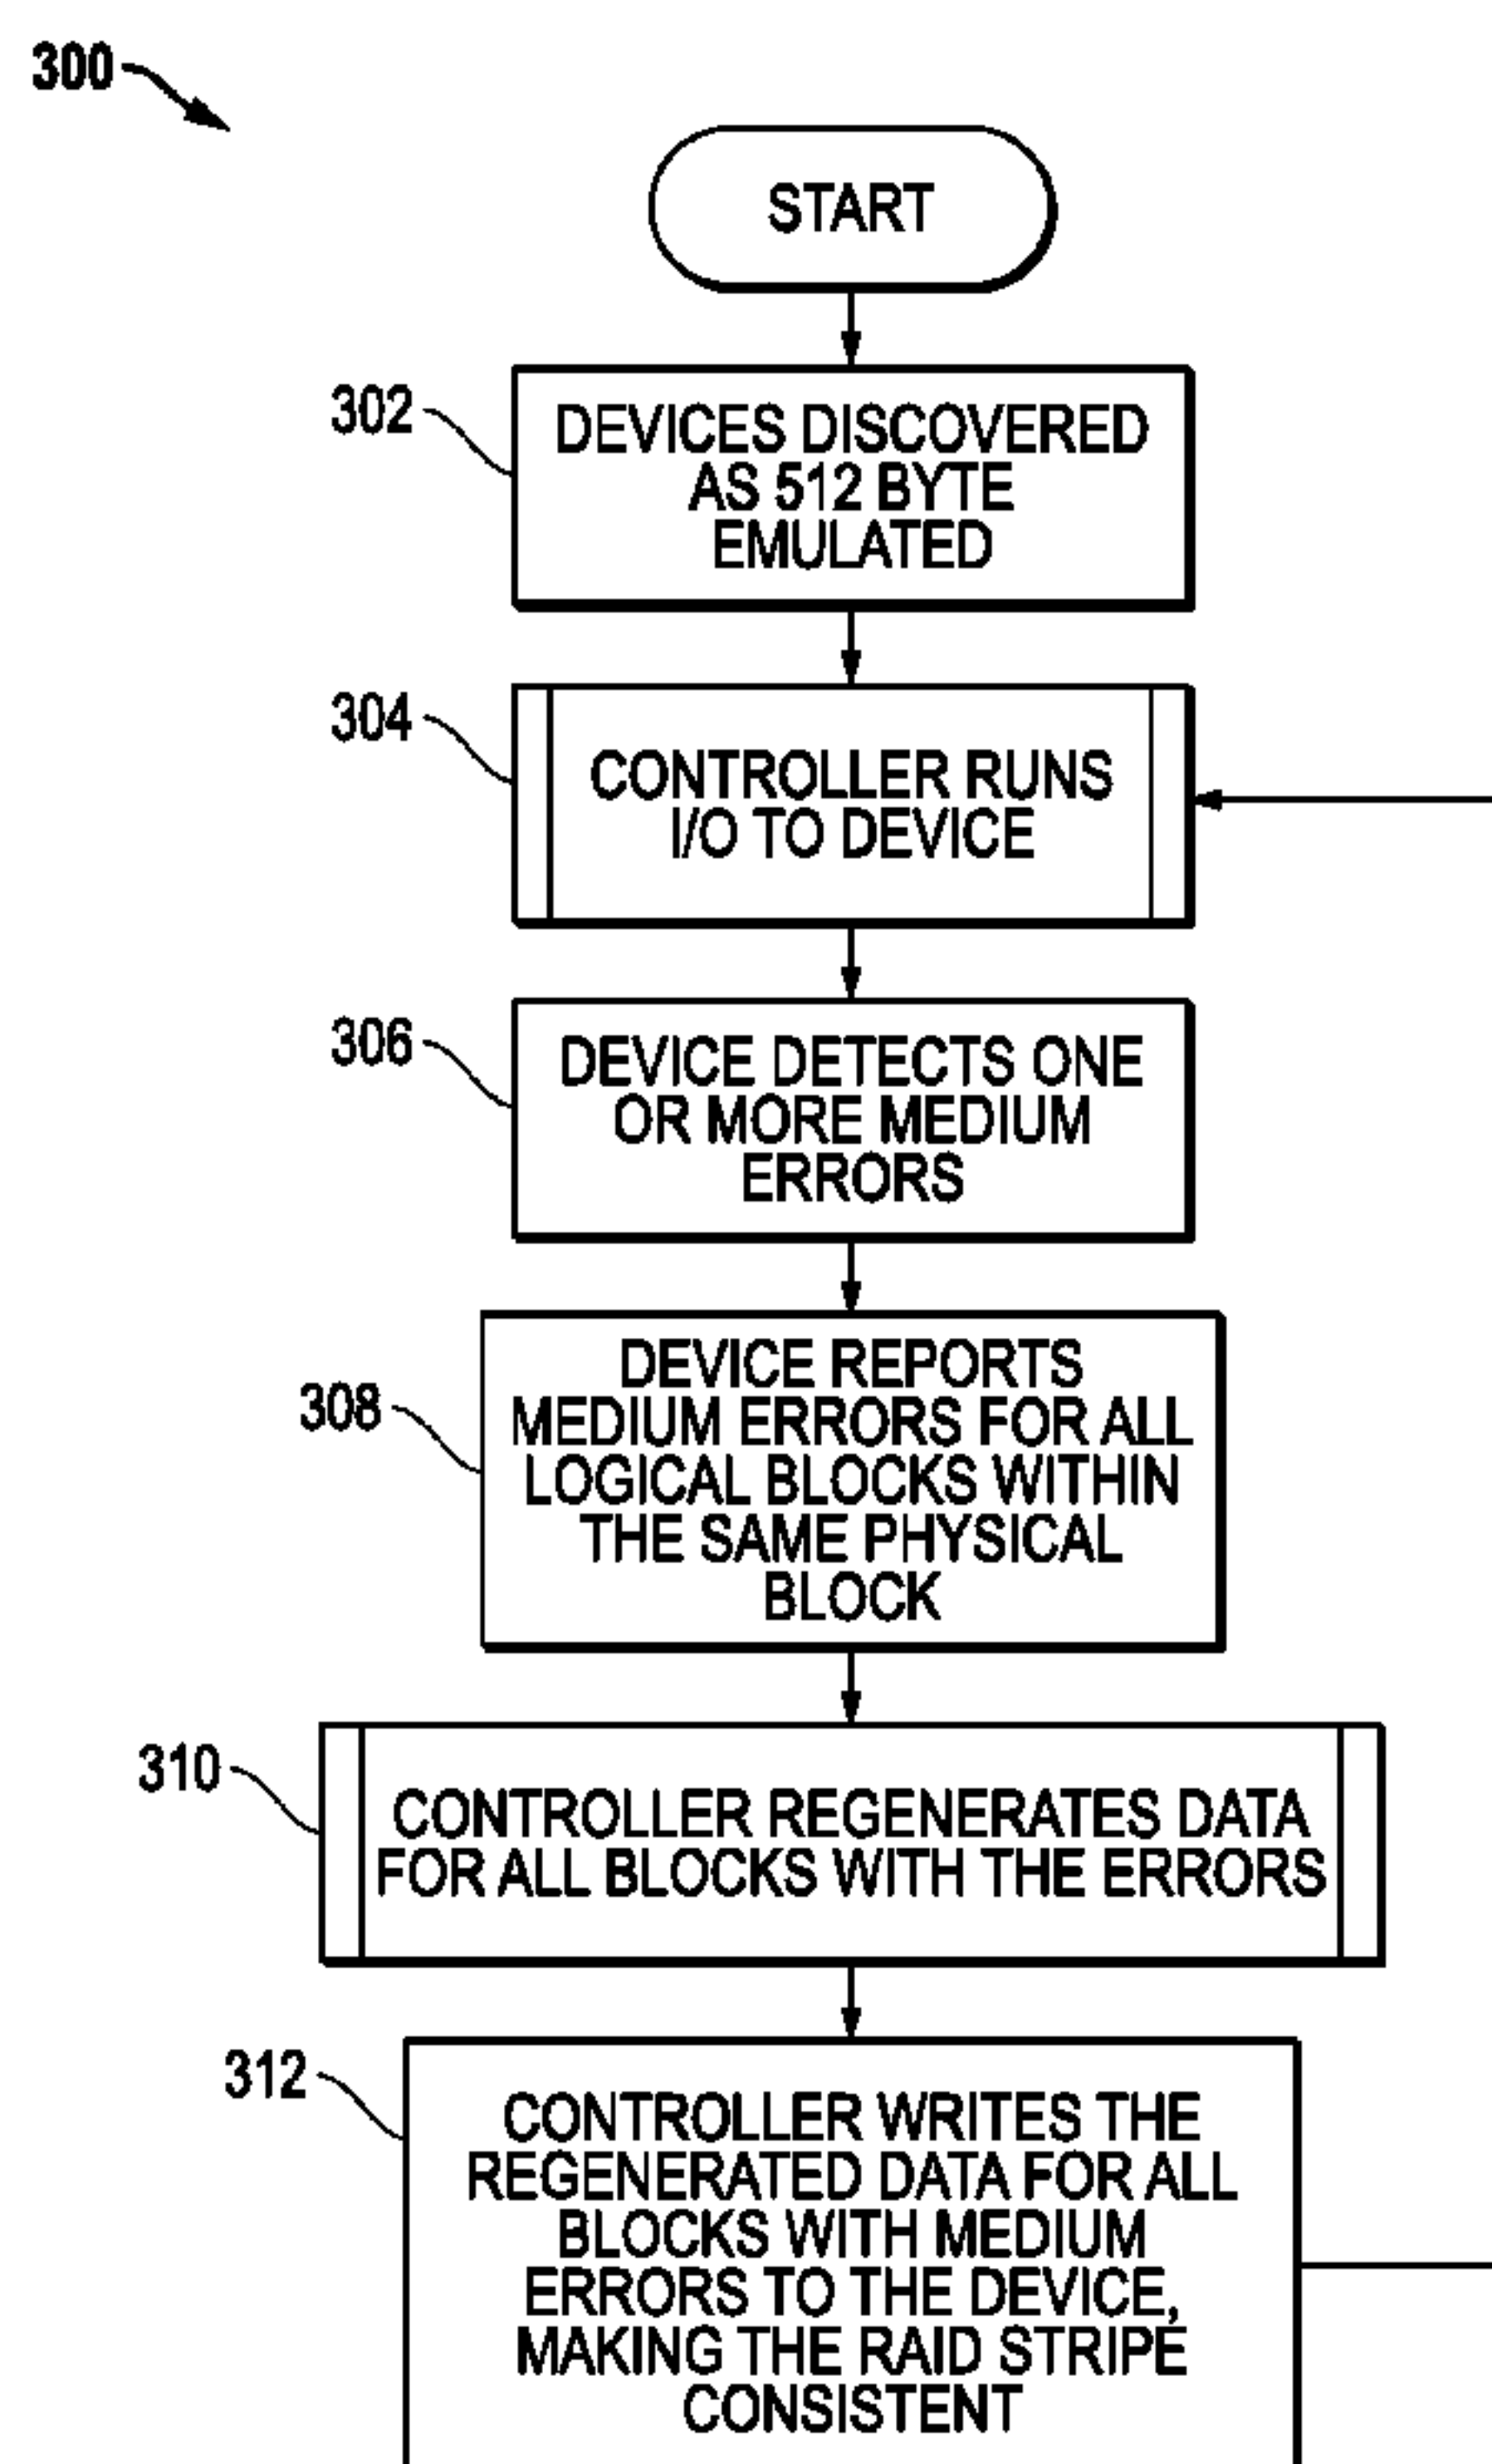 300
START
302
DEVICES DISCOVERED
AS 512 BYTE
EMULATED
304
CONTROLLER RUNS
I/O TO DEVICE
306
DEVICE DETECTS ONE
OR MORE MEDIUM
ERRORS
308
DEVICE REPORTS
MEDIUM ERRORS FOR ALL
LOGICAL BLOCKS WITHIN
THE SAME PHYSICAL
BLOCK
310
CONTROLLER REGENERATES DATA
FOR ALL BLOCKS WITH THE ERRORS
312
CONTROLLER WRITES THE
REGENERATED DATA FOR ALL
BLOCKS WITH MEDIUM
ERRORS TO THE DEVICE,
MAKING THE RAID STRIPE
CONSISTENT